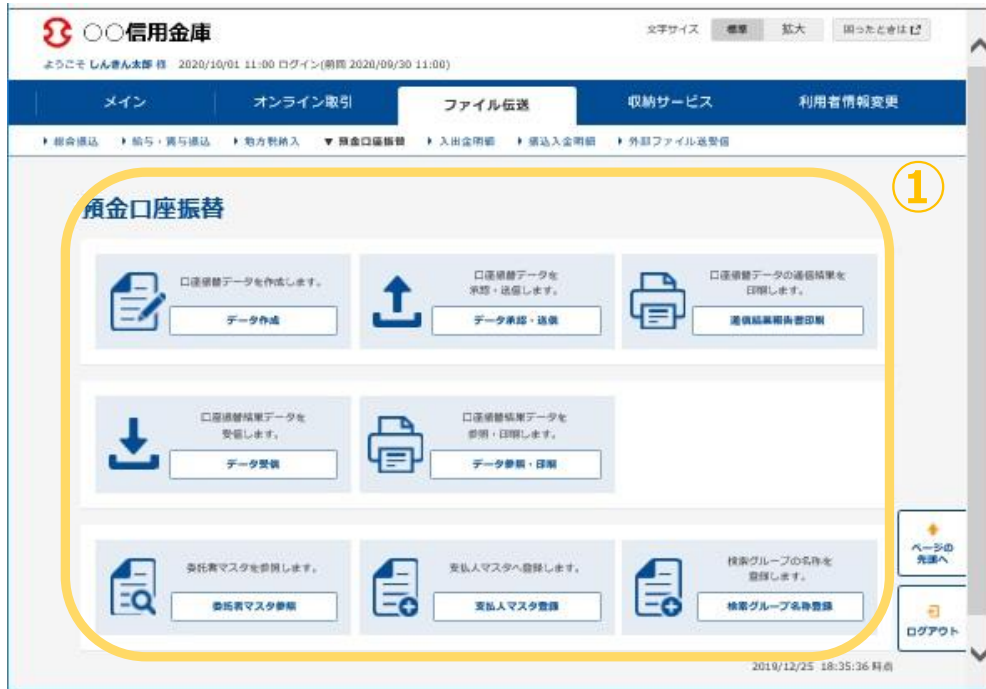 〇〇信用金庫
文字サイズ 標準 拡大 困ったときは
ようこそ しんきん太郎 様 2020/10/01 11:00 ログイン(前回 2020/09/30 11:00)
メイン オンライン取引 ファイル伝送 収納サービス 利用者情報変更
総合振込 給与・賞与振込 地方税納入 ▼ 預金口座振替 入出金明細 振込入金明細 外部ファイル送受信
①
預金口座振替
口座振替データを作成します。
データ作成
口座振替データを
承認・送信します。
データ承認・送信
口座振替データの通信結果を
印刷します。
通信結果報告書印刷
口座振替結果データを
受信します。
データ受信
口座振替結果データを
参照・印刷します。
データ参照・印刷
委託者マスタを参照します。
委託者マスタ参照
支払人マスタへ登録します。
支払人マスタ登録
検索グループの名称を
登録します。
検索グループ名称登録
ページの
先頭へ
ログアウト
2019/12/25 18:35:36 時点